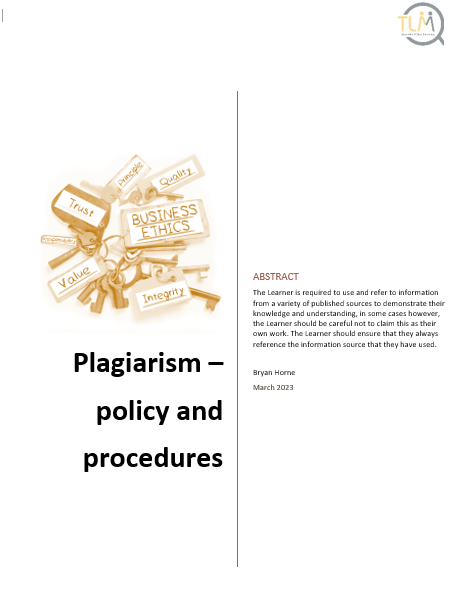 TLM
Principle
Quality
Trust
BUSINESS
ETHICS
Responsibility
Value
Integrity
Plagiarism –
policy and
procedures
ABSTRACT
The Learner is required to use and refer to information
from a variety of published sources to demonstrate their
knowledge and understanding, in some cases however,
the Learner should be careful not to claim this as their
own work. The Learner should ensure that they always
reference the information source that they have used.
Bryan Horne
March 2023